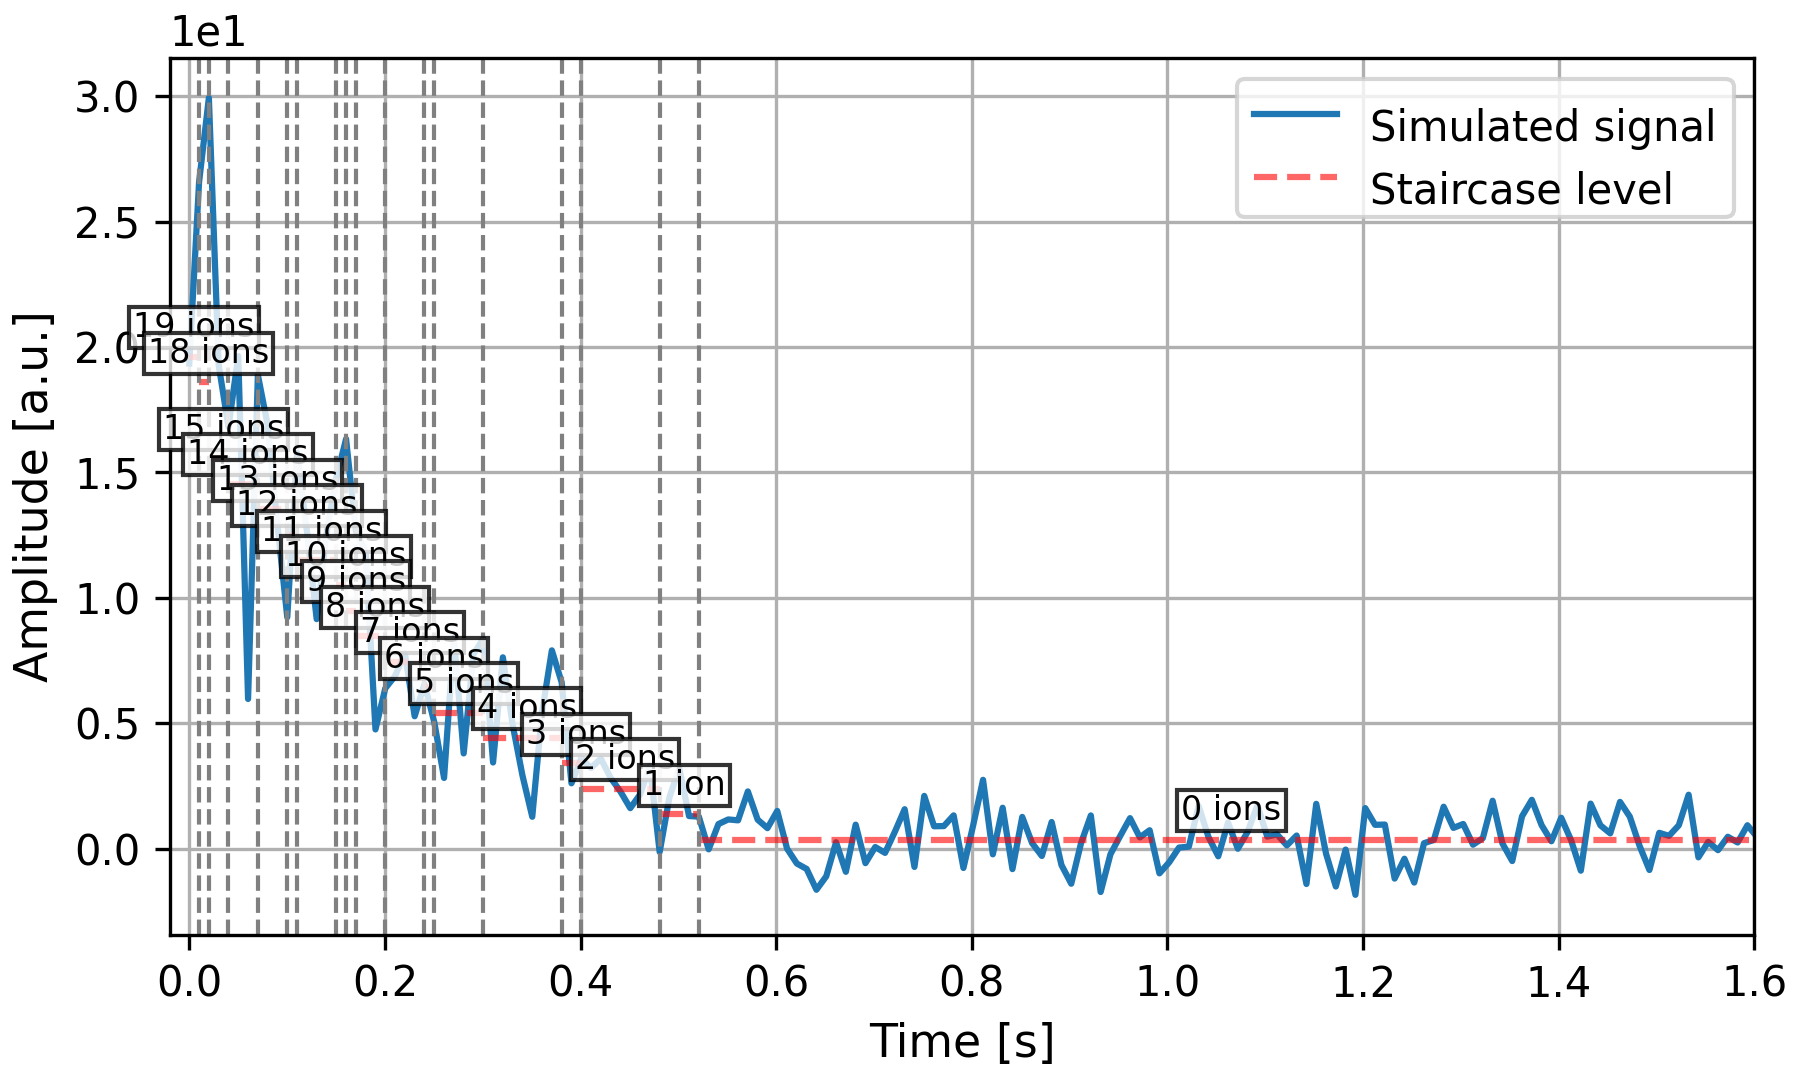 1e1
3.0
2.5
2.0
1.5
1.0
0.5
0.0
Amplitude [a.u.]
Simulated signal
Staircase level
19 ions
18 ions
15 ions
14 ions
13 ions
12 ions
11 ions
10 ions
9 ions
8 ions
7 ions
6 ions
5 ions
4 ions
3 ions
2 ions
1 ion
0 ions
0.0 0.2 0.4 0.6 0.8 1.0 1.2 1.4 1.6
Time [s]